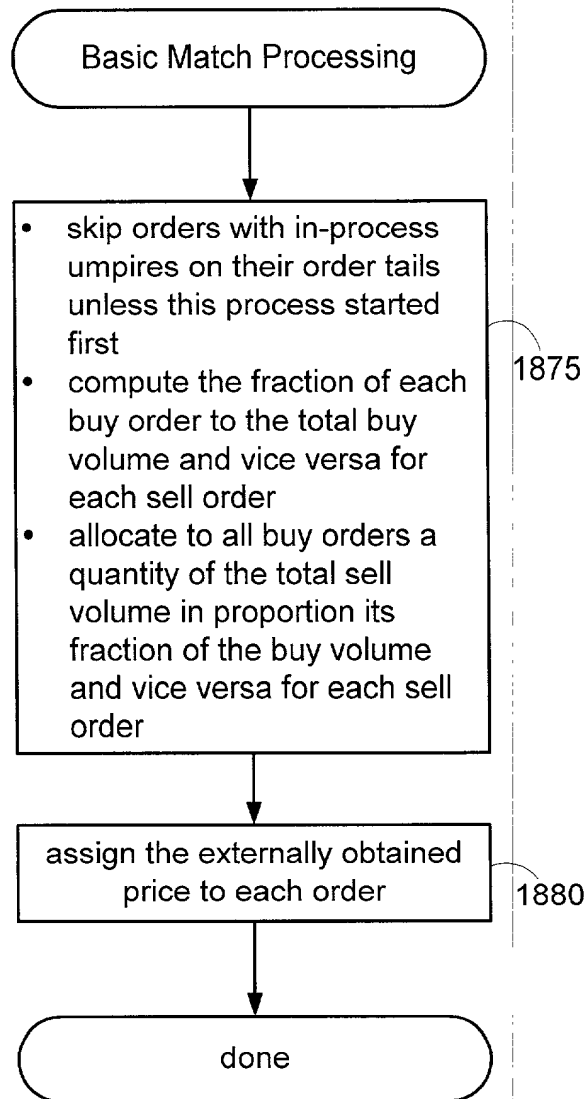 Basic Match Processing
• skip orders with in-process
umpires on their order tails
unless this process started
first
• compute the fraction of each
buy order to the total buy
volume and vice versa for
each sell order
• allocate to all buy orders a
quantity of the total sell
volume in proportion its
fraction of the buy volume
and vice versa for each sell
order
1875
assign the externally obtained
price to each order
1880
done